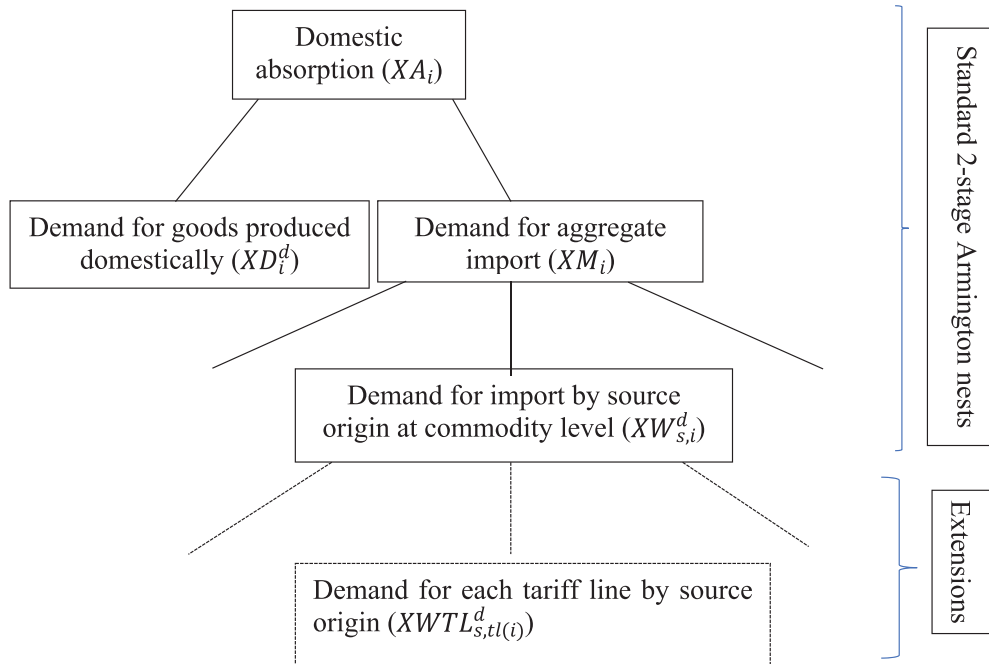 Domestic
absorption (XA_i)
Demand for goods produced
domestically (XD_i^d)
Demand for aggregate
import (XM_i)
Demand for import by source
origin at commodity level (XW_{s,i}^d)
Demand for each tariff line by source
origin (XWTL_{s,tl(i)}^d)
Standard 2-stage Armington nests
Extensions